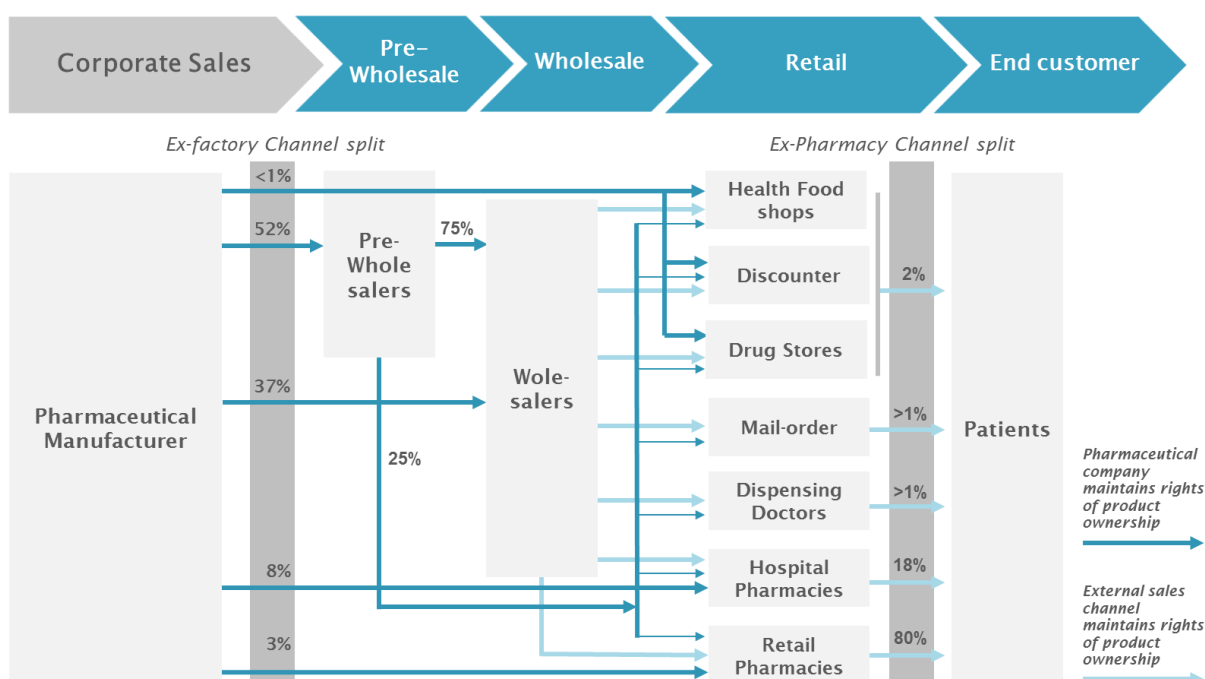 Corporate Sales
Pre-
Wholesale
Wholesale
Retail
End customer
Ex-factory Channel split
Ex-Pharmacy Channel split
<1%
52%
37%
8%
3%
Pharmaceutical
Manufacturer
Pre-
Whole
salers
75%
25%
Wole-
salers
Health Food
shops
Discounter
Drug Stores
Mail-order
Dispensing
Doctors
Hospital
Pharmacies
Retail
Pharmacies
2%
>1%
>1%
18%
80%
Patients
Pharmaceutical
company
maintains rights
of product
ownership
External sales
channel
maintains rights
of product
ownership